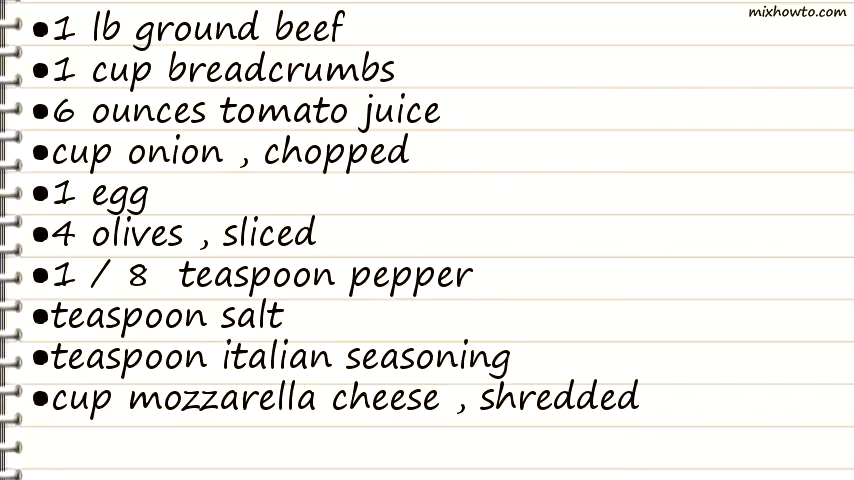 mixhowto.com
•1 lb ground beef
•1 cup breadcrumbs
•6 ounces tomato juice
•cup onion , chopped
•1 egg
•4 olives , sliced
•1 / 8 teaspoon pepper
•teaspoon salt
•teaspoon italian seasoning
•cup mozzarella cheese , shredded